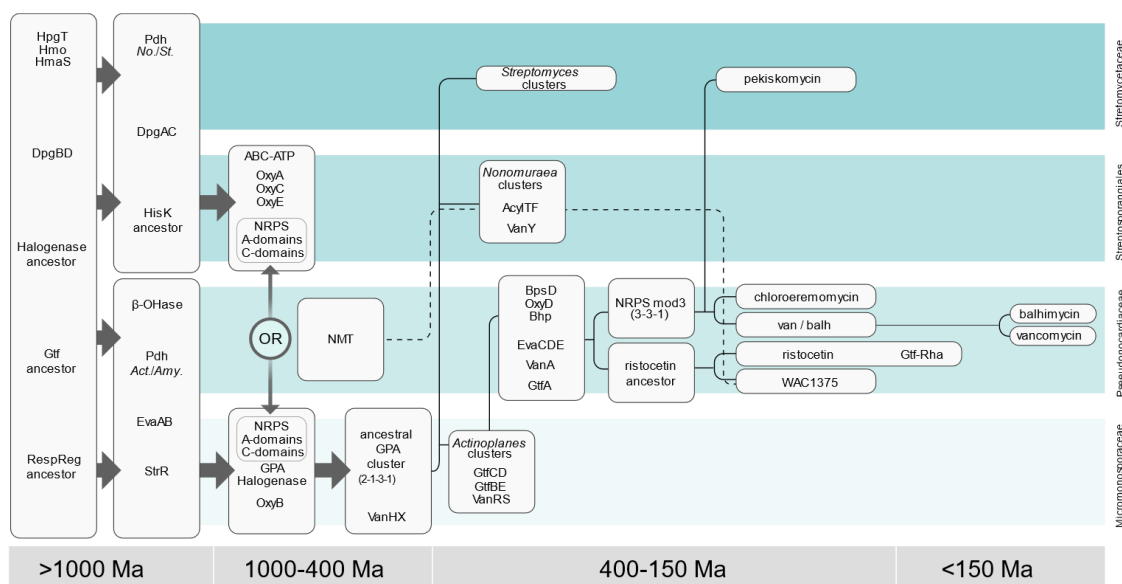 HpgT
Hmo
HmaS
DpgBD
Halogenase
ancestor
Gtf
ancestor
RespReg
ancestor
Pdh
No./St.
DpgAC
HisK
ancestor
β-OHase
Pdh
Act./Amy.
EvaAB
StrR
ABC-ATP
OxyA
OxyC
OxyE
NRPS
A-domains
C-domains
OR
NRPS
A-domains
C-domains
GPA
Halogenase
OxyB
NMT
ancestral
GPA
cluster
(2-1-3-1)
VanHX
Streptomyces
clusters
Nonomuraea
clusters
AcylTF
VanY
Actinoplanes
clusters
GtfCD
GtfBE
VanRS
BpsD
OxyD
Bhp
EvaCDE
VanA
GtfA
NRPS mod3
(3-3-1)
ristocetin
ancestor
pekiskomycin
chloroeremomycin
van / balh
ristocetin Gtf-Rha
WAC1375
balhimycin
vancomycin
Stretomycetaceae
Streptosporangiales
Pseudonocardiaceae
Micromonosporaceae
>1000 Ma
1000-400 Ma
400-150 Ma
<150 Ma